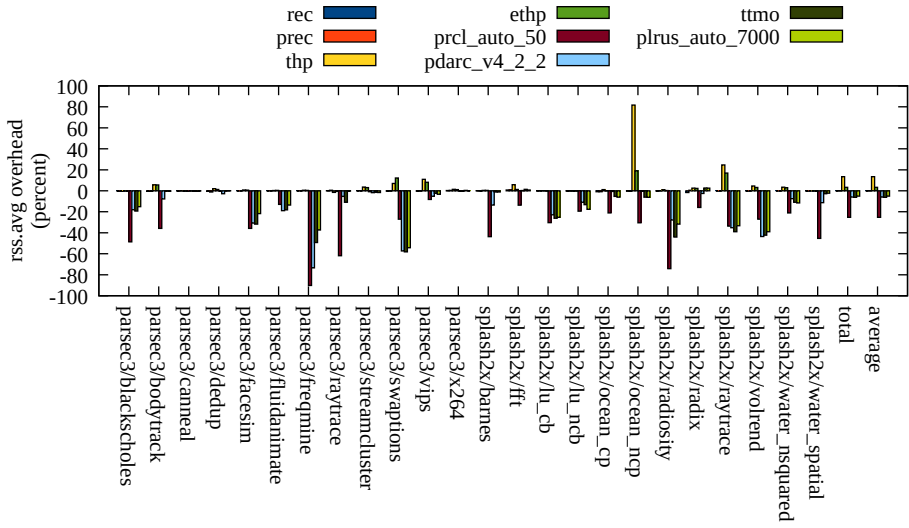 rec
ethp
ttmo
prec
prcl_auto_50
plrus_auto_7000
thp
pdarc_v4_2_2
rss.avg overhead
(percent)
100
80
60
40
20
0
-20
-40
-60
-80
-100
parsec3/blackscholes
parsec3/bodytrack
parsec3/canneal
parsec3/dedup
parsec3/facesim
parsec3/fluidanimate
parsec3/freqmine
parsec3/raytrace
parsec3/streamcluster
parsec3/swaptions
parsec3/vips
parsec3/x264
splash2x/barnes
splash2x/fft
splash2x/lu_cb
splash2x/lu_ncb
splash2x/ocean_cp
splash2x/ocean_ncp
splash2x/radiosity
splash2x/radix
splash2x/raytrace
splash2x/volrend
splash2x/water_nsquared
splash2x/water_spatial
total
average